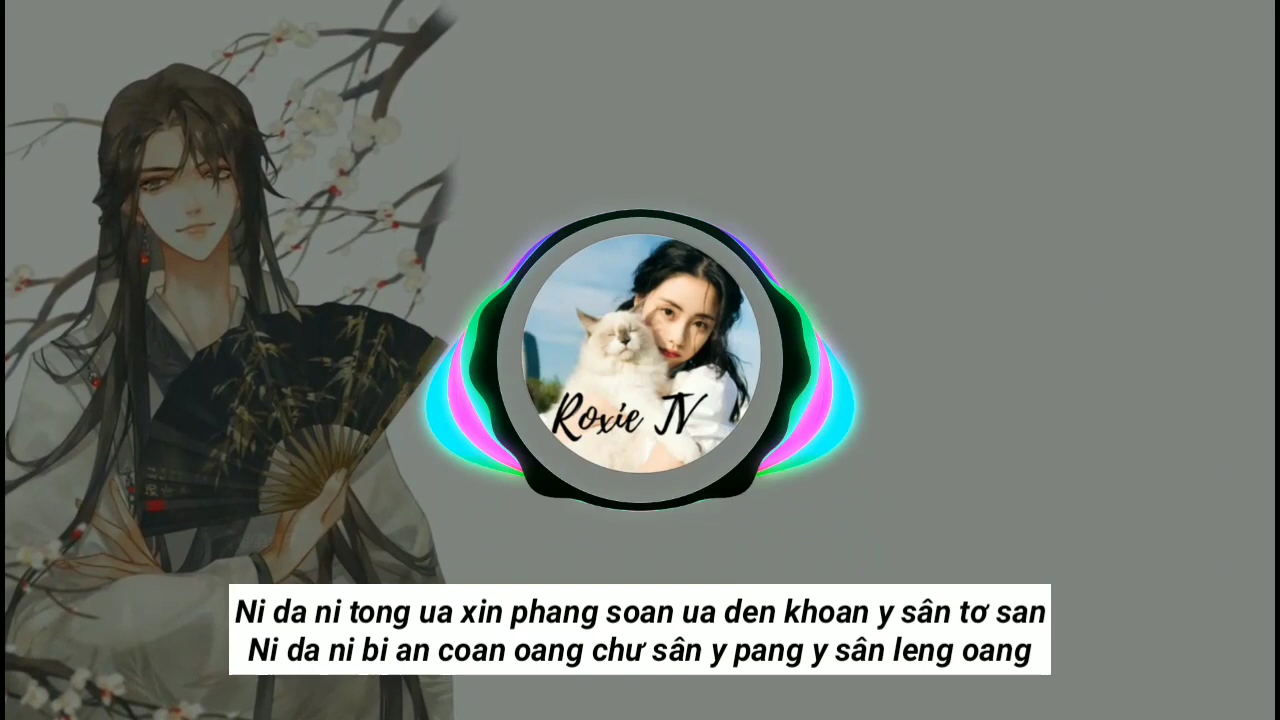 Roxie TV
Ni da ni tong ua xin phang soan ua den khoan y sân tơ san
Ni da ni bi an coan oang chư sân y pang y sân leng oang